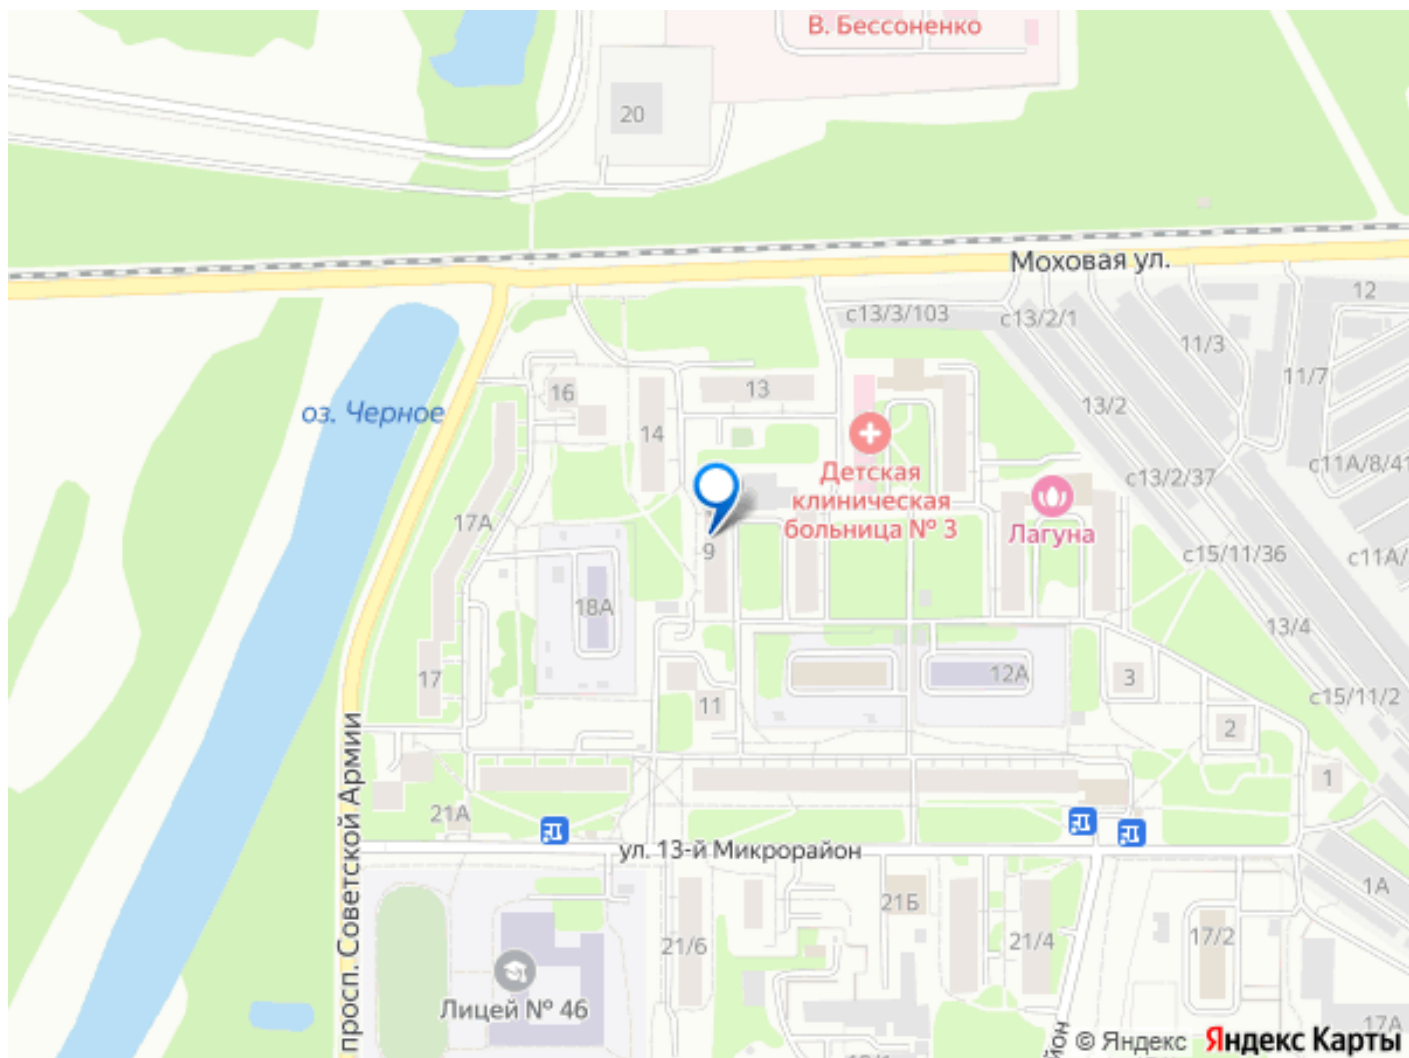 В. Бессоненко
20
Моховая ул.
12
с13/3/103
с13/2/1
11/3
11/7
16
13
13/2
оз. Черное
14
с11А/8/41
Детская
клиническая
больница № 3
с13/2/37
17А
Лагуна
9
с15/11/36
с11А/
18А
13/4
17
12А
3
с15/11/2
11
2
1
21А
ул. 13-й Микрорайон
просп. Советской Армии
1А
21Б
21/6
21/4
17/2
Лицей № 46
17А
© Яндекс
Яндекс Карты